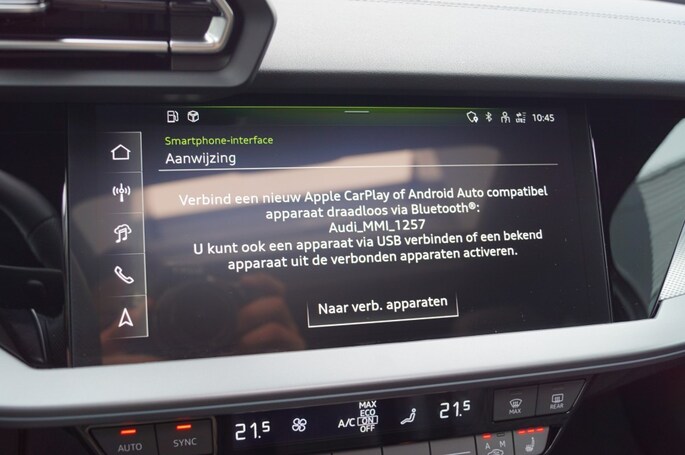 10:45
Smartphone-interface
Aanwijzing
Verbind een nieuw Apple CarPlay of Android Auto compatibel
apparaat draadloos via Bluetooth®:
Audi_MMI_1257
U kunt ook een apparaat via USB verbinden of een bekend
apparaat uit de verbonden apparaten activeren.
Naar verb. apparaten
AUTO
SYNC
21.5
A/C
MAX
ECO
ON
OFF
21.5
MAX
REAR
A M